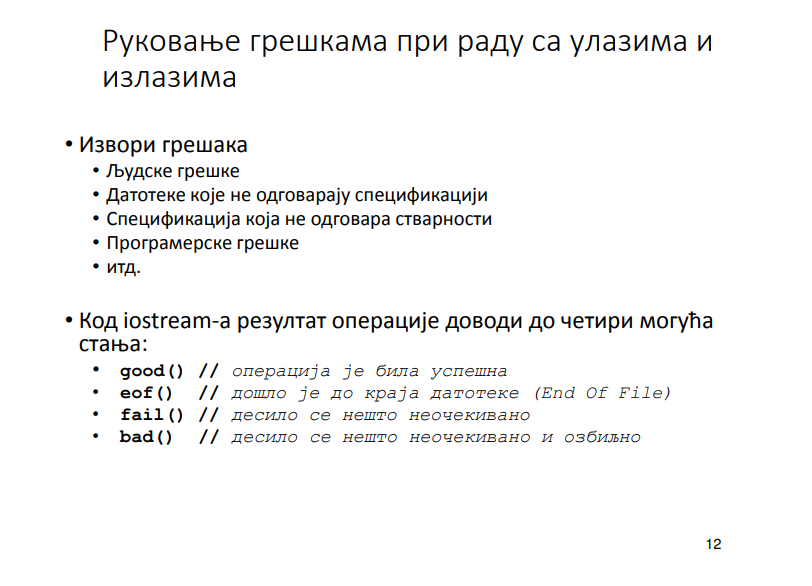 Руковање грешкама при раду са улазима и
излазима
• Извори грешака
• Људске грешке
• Датотеке које не одговарају спецификацији
• Спецификација која не одговара стварности
• Програмерске грешке
• итд.
• Код iostream-а резултат операције доводи до четири могућа
стања:
• good() // операција је била успешна
• eof() // дошло је до краја датотеке (End Of File)
• fail() // десило се нешто неочекивано
• bad() // десило се нешто неочекивано и озбиљно
12